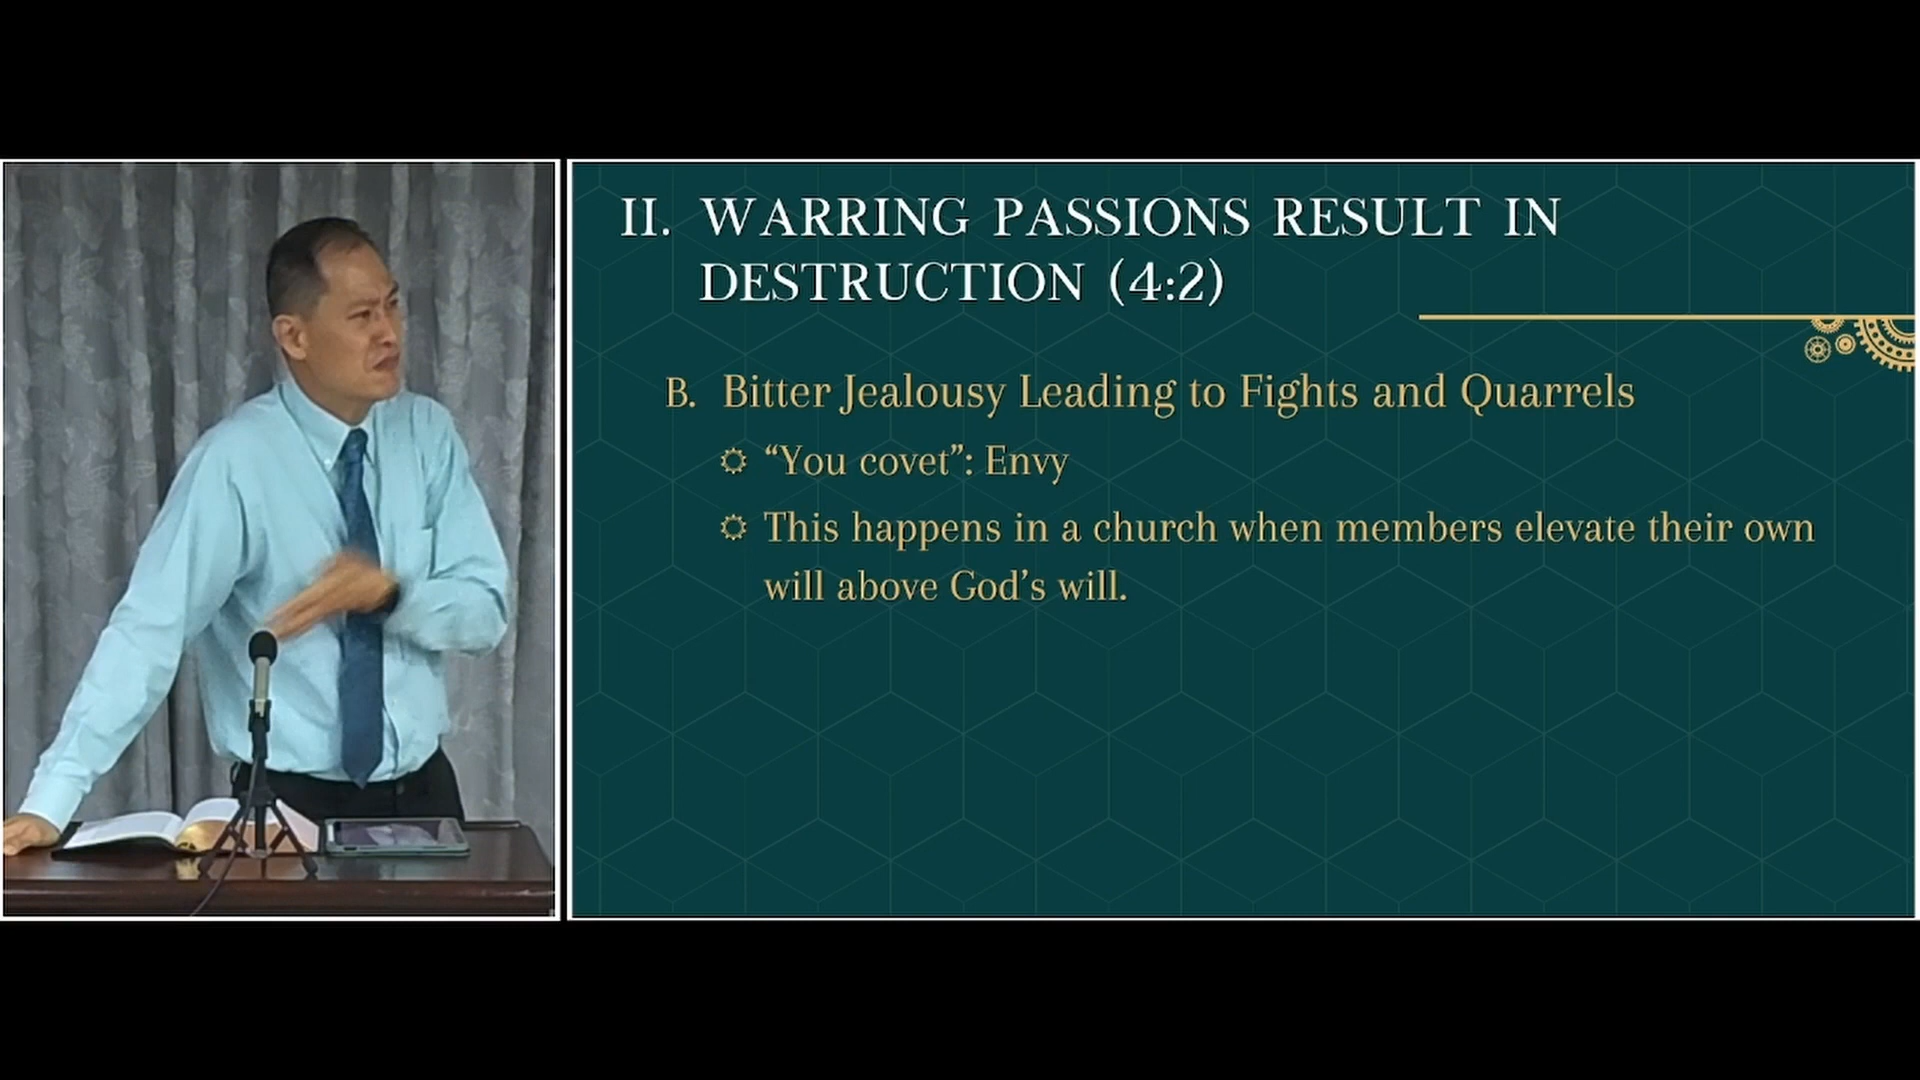 II. WARRING PASSIONS RESULT IN
DESTRUCTION (4:2)
B. Bitter Jealousy Leading to Fights and Quarrels
“You covet”: Envy
This happens in a church when members elevate their own
will above God’s will.